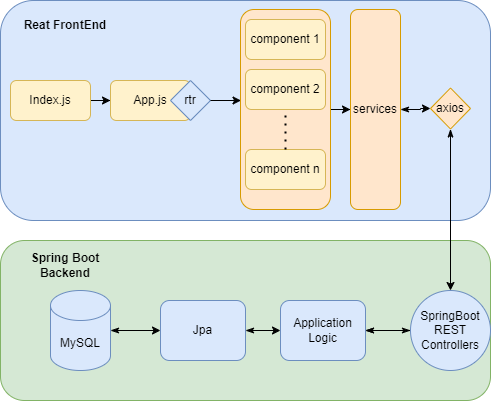 Reat FrontEnd
Index.js
App.js
rtr
component 1
component 2
component n
services
axios
Spring Boot
Backend
MySQL
Jpa
Application
Logic
SpringBoot
REST
Controllers